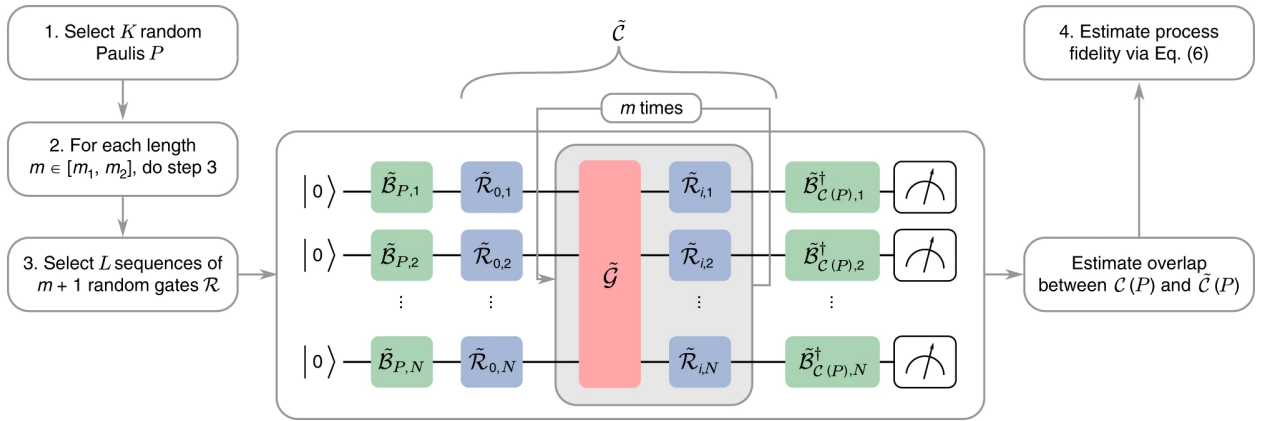 1. Select K random
Paulis P
2. For each length
m ∈ [m₁, m₂], do step 3
3. Select L sequences of
m + 1 random gates ℛ
𝒞̃
m times
|0⟩ ℬ̃_{P,1} ℛ̃_{0,1} ℛ̃_{i,1} ℬ̃†_{𝒞(P),1}
|0⟩ ℬ̃_{P,2} ℛ̃_{0,2} 𝒢̃ ℛ̃_{i,2} ℬ̃†_{𝒞(P),2}
⋮ ⋮ ⋮ ⋮
|0⟩ ℬ̃_{P,N} ℛ̃_{0,N} ℛ̃_{i,N} ℬ̃†_{𝒞(P),N}
4. Estimate process
fidelity via Eq. (6)
Estimate overlap
between 𝒞(P) and 𝒞̃(P)